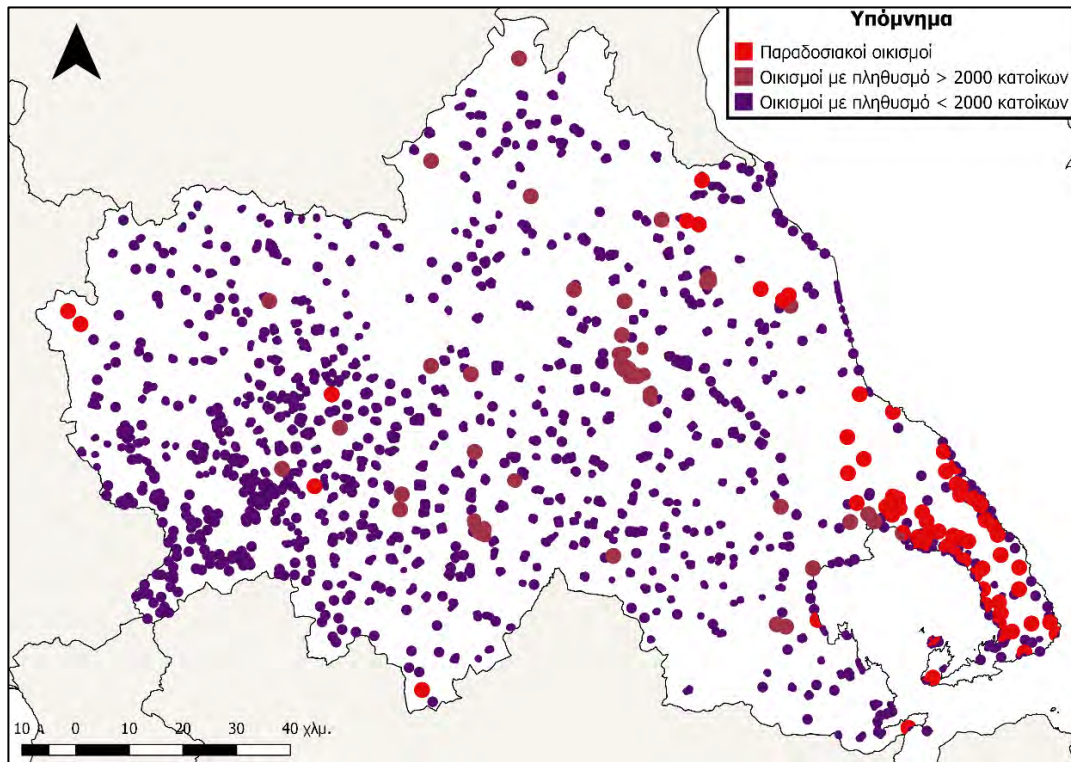 Υπόμνημα
Παραδοσιακοί οικισμοί
Οικισμοί με πληθυσμό > 2000 κατοίκων
Οικισμοί με πληθυσμό < 2000 κατοίκων
10 0 10 20 30 40 χλμ.